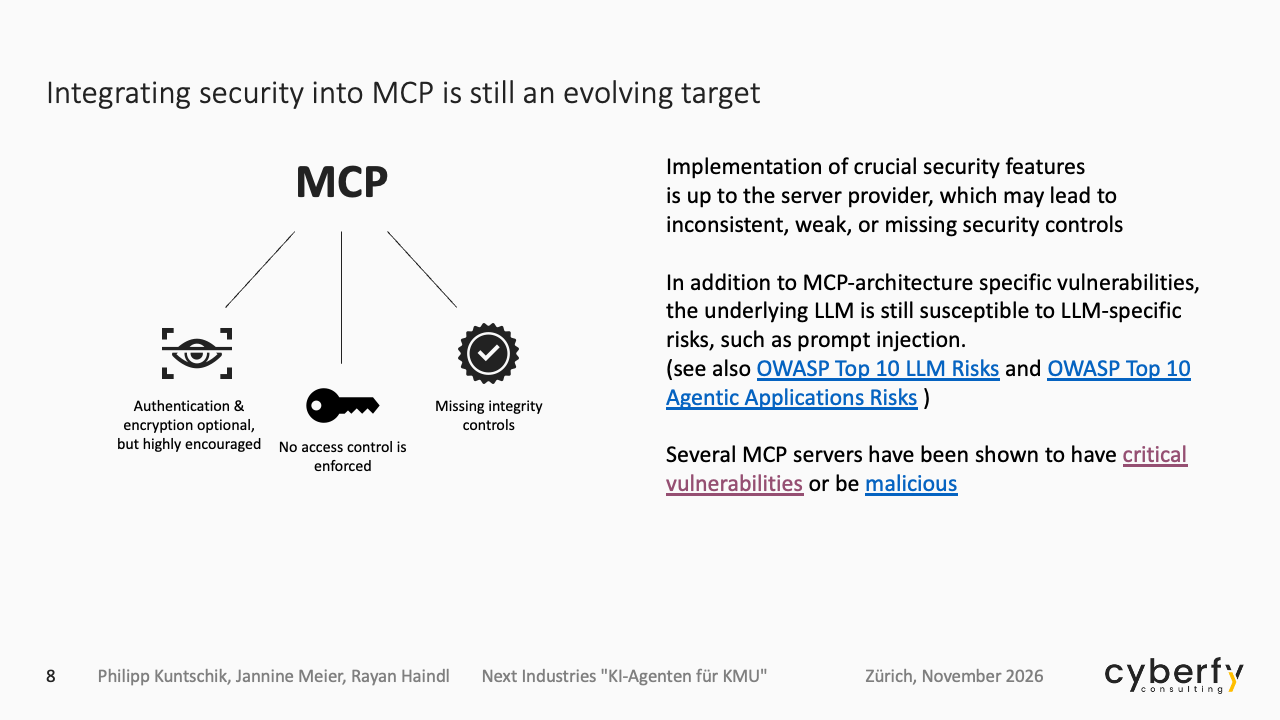 Integrating security into MCP is still an evolving target
MCP
Authentication &
encryption optional,
but highly encouraged
No access control is
enforced
Missing integrity
controls
Implementation of crucial security features
is up to the server provider, which may lead to
inconsistent, weak, or missing security controls
In addition to MCP-architecture specific vulnerabilities,
the underlying LLM is still susceptible to LLM-specific
risks, such as prompt injection.
(see also OWASP Top 10 LLM Risks and OWASP Top 10
Agentic Applications Risks )
Several MCP servers have been shown to have critical
vulnerabilities or be malicious
8 Philipp Kuntschik, Jannine Meier, Rayan Haindl Next Industries "KI-Agenten für KMU" Zürich, November 2026
cyberfy
consulting